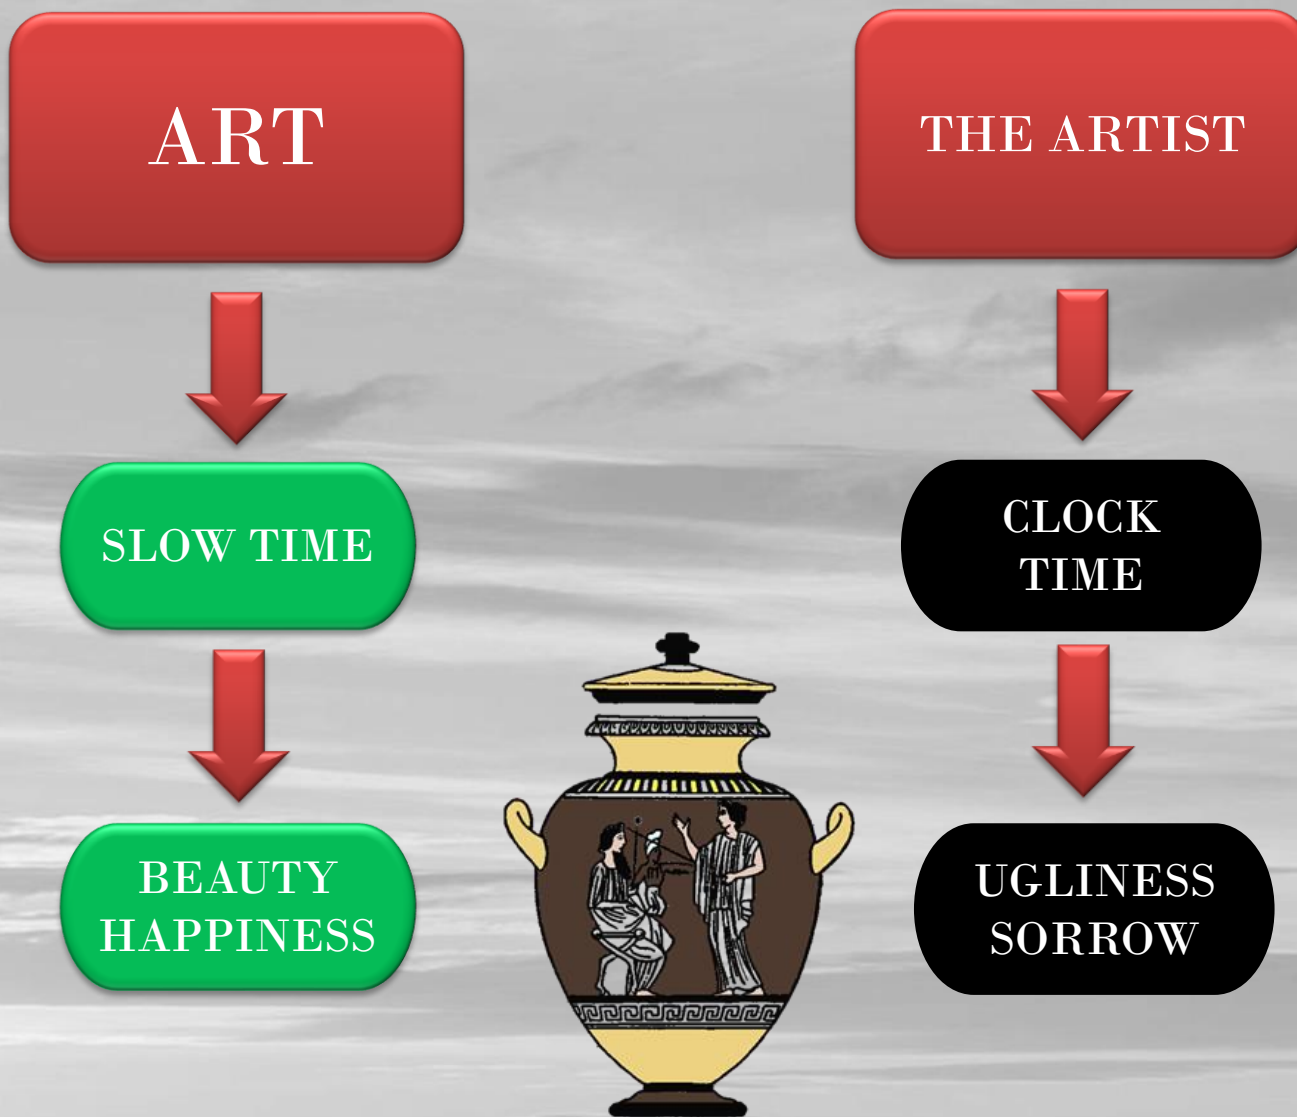 ART
SLOW TIME
BEAUTY
HAPPINESS
THE ARTIST
CLOCK
TIME
UGLINESS
SORROW